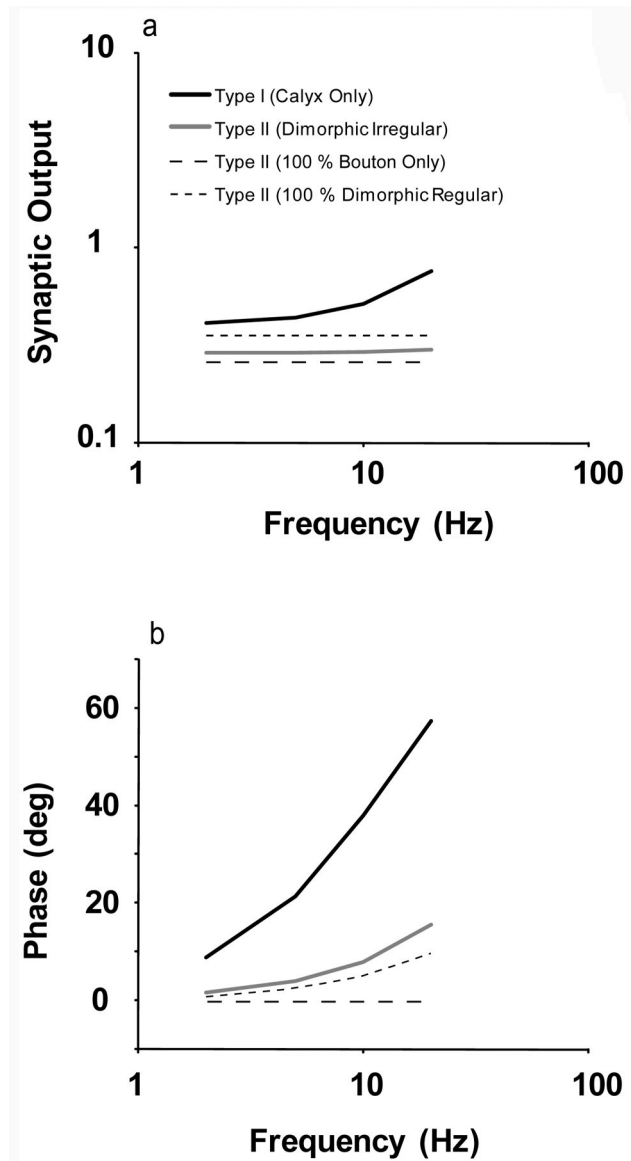 a
10
Type I (Calyx Only)
Type II (Dimorphic Irregular)
Type II (100 % Bouton Only)
Type II (100 % Dimorphic Regular)
1
Synaptic Output
0.1
1 10 100
Frequency (Hz)
b
60
40
Phase (deg)
20
0
1 10 100
Frequency (Hz)